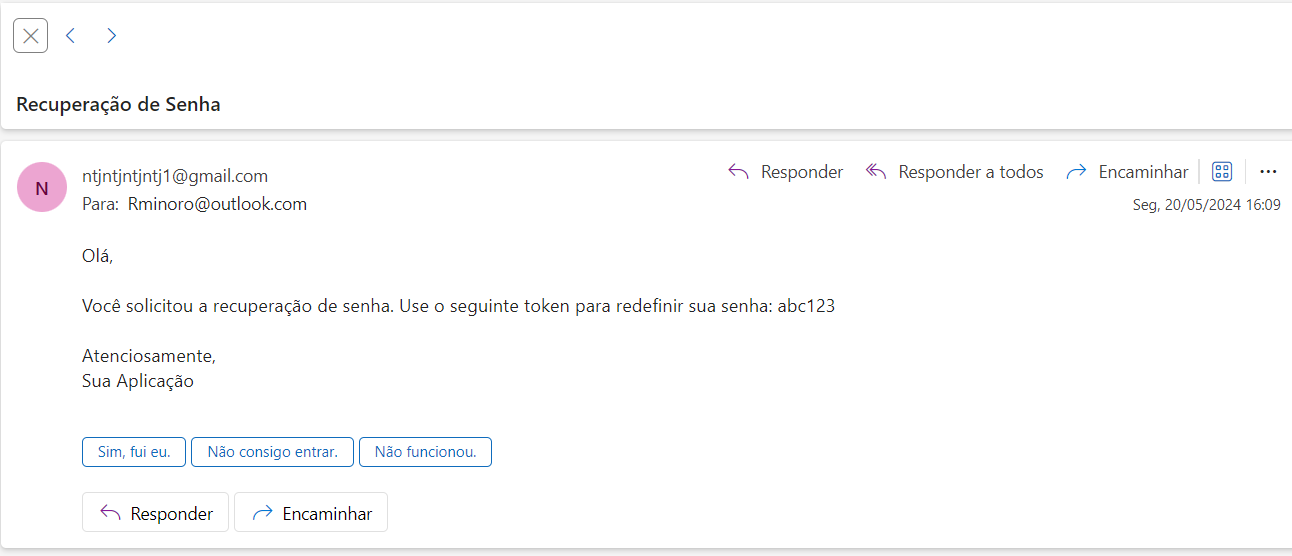 Recuperação de Senha
N
ntjntjntjntj1@gmail.com
Responder
Responder a todos
Encaminhar
Para: Rminoro@outlook.com
Seg, 20/05/2024 16:09
Olá,
Você solicitou a recuperação de senha. Use o seguinte token para redefinir sua senha: abc123
Atenciosamente,
Sua Aplicação
Sim, fui eu.
Não consigo entrar.
Não funcionou.
Responder
Encaminhar